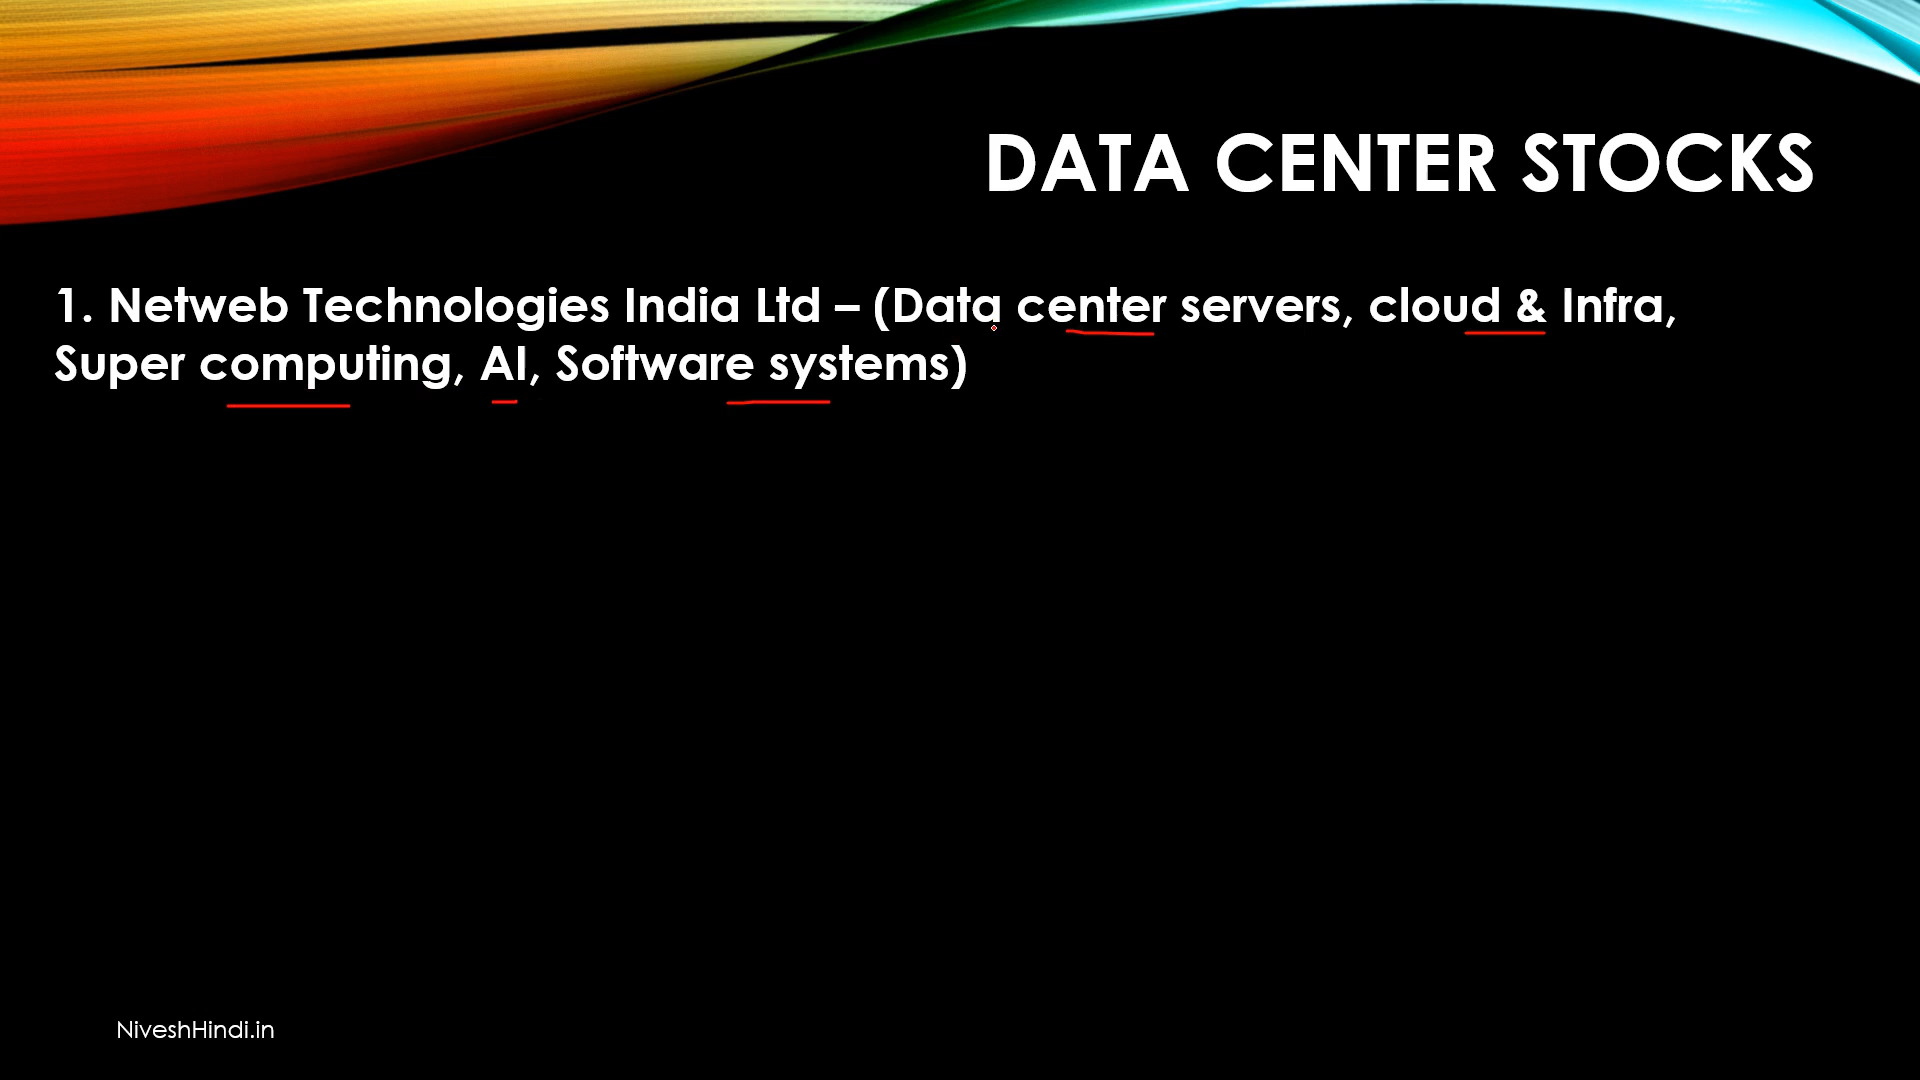 DATA CENTER STOCKS
1. Netweb Technologies India Ltd – (Data center servers, cloud & Infra,
Super computing, AI, Software systems)
NiveshHindi.in